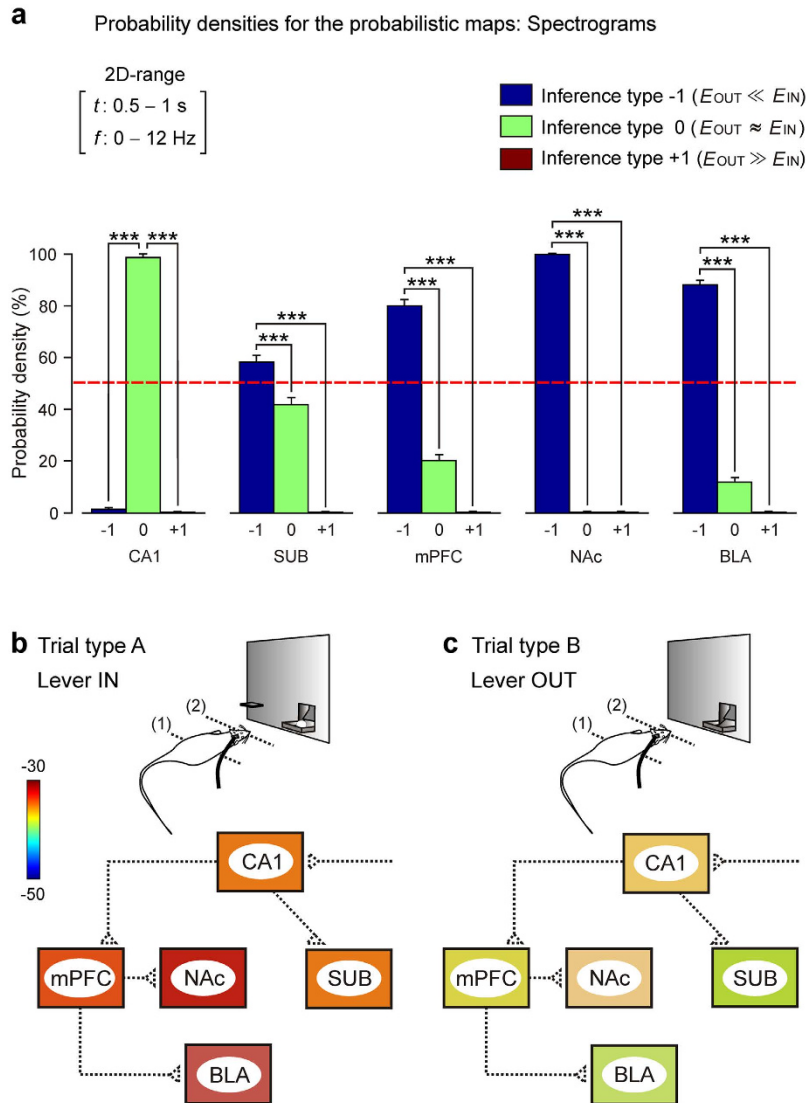 a
Probability densities for the probabilistic maps: Spectrograms
2D-range
t: 0.5 – 1 s
f: 0 – 12 Hz
Inference type -1 (EOUT ≪ EIN)
Inference type 0 (EOUT ≈ EIN)
Inference type +1 (EOUT ≫ EIN)
Probability density (%)
100
80
60
40
20
0
*** ***
***
***
***
***
***
***
***
***
-1 0 +1
-1 0 +1
-1 0 +1
-1 0 +1
-1 0 +1
CA1
SUB
mPFC
NAc
BLA
b Trial type A
Lever IN
(1)
(2)
-30
-50
CA1
mPFC
NAc
SUB
BLA
c Trial type B
Lever OUT
(1)
(2)
CA1
mPFC
NAc
SUB
BLA